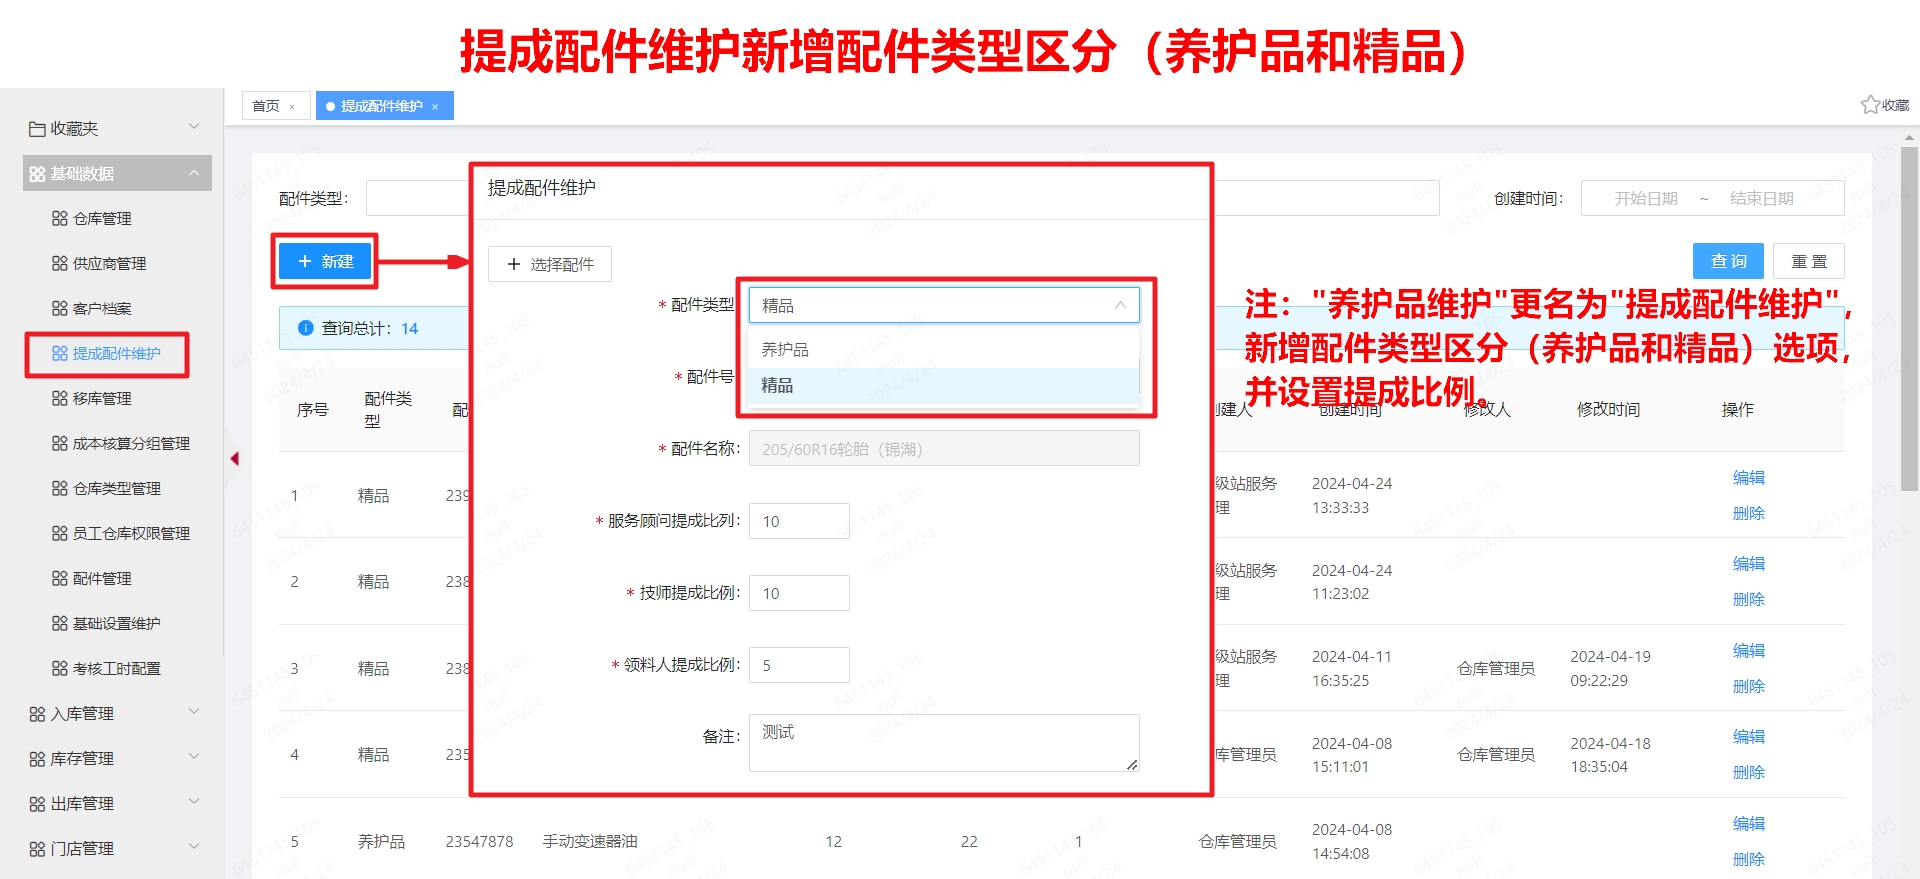 提成配件维护新增配件类型区分（养护品和精品）
首页 ×
提成配件维护 ×
收藏
收藏夹
基础数据
仓库管理
供应商管理
客户档案
提成配件维护
移库管理
成本核算分组管理
仓库类型管理
员工仓库权限管理
配件管理
基础设置维护
考核工时配置
入库管理
库存管理
出库管理
门店管理
配件类型：
创建时间：
开始日期 ~ 结束日期
+ 新建
查 询
重 置
查询总计：14
提成配件维护
+ 选择配件
* 配件类型
精品
养护品
精品
* 配件号
* 配件名称：
205/60R16轮胎（锦湖）
* 服务顾问提成比列：
10
* 技师提成比例：
10
* 领料人提成比例：
5
备注：
测试
注："养护品维护"更名为"提成配件维护"，
新增配件类型区分（养护品和精品）选项，
并设置提成比例。
序号 配件类型 配 创建人 创建时间 修改人 修改时间 操作
1 精品 239 级站服务理 2024-04-24 13:33:33 编辑 删除
2 精品 238 级站服务理 2024-04-24 11:23:02 编辑 删除
3 精品 238 级站服务理 2024-04-11 16:35:25 仓库管理员 2024-04-19 09:22:29 编辑 删除
4 精品 235 库管理员 2024-04-08 15:11:01 仓库管理员 2024-04-18 18:35:04 编辑 删除
5 养护品 23547878 手动变速器油 12 22 1 仓库管理员 2024-04-08 14:54:08 编辑 删除
6451145_105
null
2024/4/24